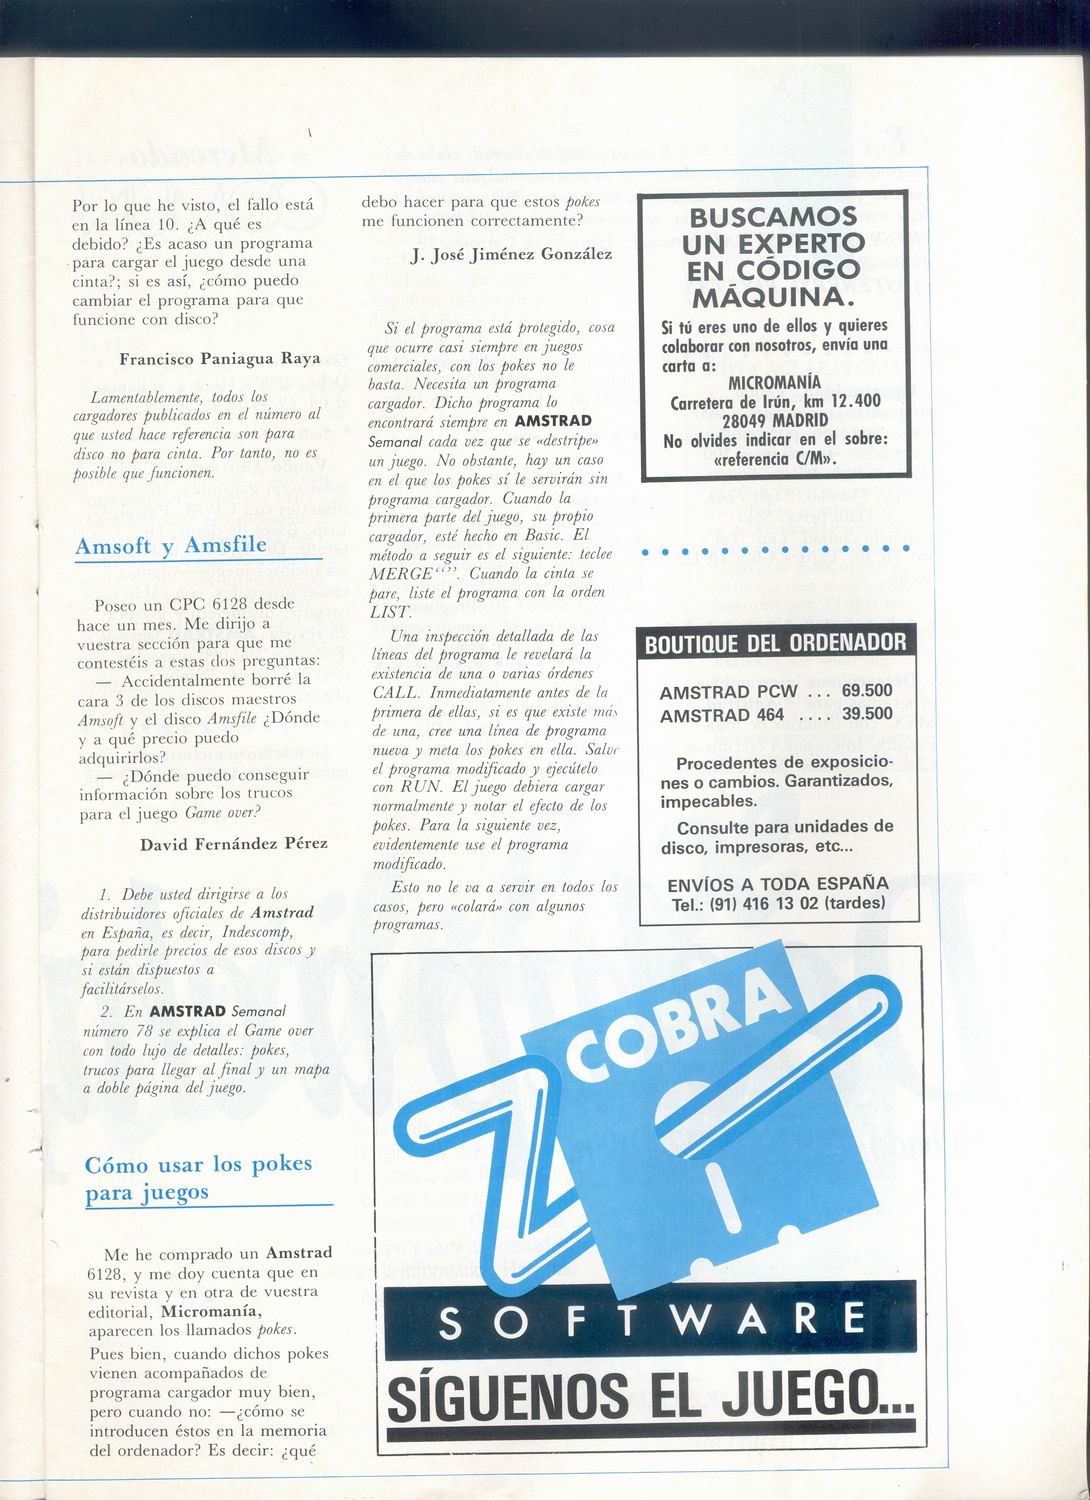 Por lo que he visto, el fallo está
en la línea 10. ¿A qué es
debido? ¿Es acaso un programa
para cargar el juego desde una
cinta?; si es así, ¿cómo puedo
cambiar el programa para que
funcione con disco?
Francisco Paniagua Raya
Lamentablemente, todos los
cargadores publicados en el número al
que usted hace referencia son para
disco no para cinta. Por tanto, no es
posible que funcionen.
Amsoft y Amsfile
Poseo un CPC 6128 desde
hace un mes. Me dirijo a
vuestra sección para que me
contestéis a estas dos preguntas:
— Accidentalmente borré la
cara 3 de los discos maestros
Amsoft y el disco Amsfile ¿Dónde
y a qué precio puedo
adquirirlos?
— ¿Dónde puedo conseguir
información sobre los trucos
para el juego Game over?
David Fernández Pérez
1. Debe usted dirigirse a los
distribuidores oficiales de Amstrad
en España, es decir, Indescomp,
para pedirle precios de esos discos y
si están dispuestos a
facilitárselos.
2. En AMSTRAD Semanal
número 78 se explica el Game over
con todo lujo de detalles: pokes,
trucos para llegar al final y un mapa
a doble página del juego.
Cómo usar los pokes
para juegos
Me he comprado un Amstrad
6128, y me doy cuenta que en
su revista y en otra de vuestra
editorial, Micromanía,
aparecen los llamados pokes.
Pues bien, cuando dichos pokes
vienen acompañados de
programa cargador muy bien,
pero cuando no: —¿cómo se
introducen éstos en la memoria
del ordenador? Es decir: ¿qué
debo hacer para que estos pokes
me funcionen correctamente?
J. José Jiménez González
Si el programa está protegido, cosa
que ocurre casi siempre en juegos
comerciales, con los pokes no le
basta. Necesita un programa
cargador. Dicho programa lo
encontrará siempre en AMSTRAD
Semanal cada vez que se «destripe»
un juego. No obstante, hay un caso
en el que los pokes sí le servirán sin
programa cargador. Cuando la
primera parte del juego, su propio
cargador, esté hecho en Basic. El
método a seguir es el siguiente: teclee
MERGE“”. Cuando la cinta se
pare, liste el programa con la orden
LIST.
Una inspección detallada de las
líneas del programa le revelará la
existencia de una o varias órdenes
CALL. Inmediatamente antes de la
primera de ellas, si es que existe más
de una, cree una línea de programa
nueva y meta los pokes en ella. Salve
el programa modificado y ejecútelo
con RUN. El juego debiera cargar
normalmente y notar el efecto de los
pokes. Para la siguiente vez,
evidentemente use el programa
modificado.
Esto no le va a servir en todos los
casos, pero «colará» con algunos
programas.
BUSCAMOS
UN EXPERTO
EN CÓDIGO
MÁQUINA.
Si tú eres uno de ellos y quieres
colaborar con nosotros, envía una
carta a:
MICROMANÍA
Carretera de Irún, km 12.400
28049 MADRID
No olvides indicar en el sobre:
«referencia C/M».
BOUTIQUE DEL ORDENADOR
AMSTRAD PCW ... 69.500
AMSTRAD 464 .... 39.500
Procedentes de exposicio-
nes o cambios. Garantizados,
impecables.
Consulte para unidades de
disco, impresoras, etc...
ENVÍOS A TODA ESPAÑA
Tel.: (91) 416 13 02 (tardes)
COBRA
SOFTWARE
SÍGUENOS EL JUEGO...